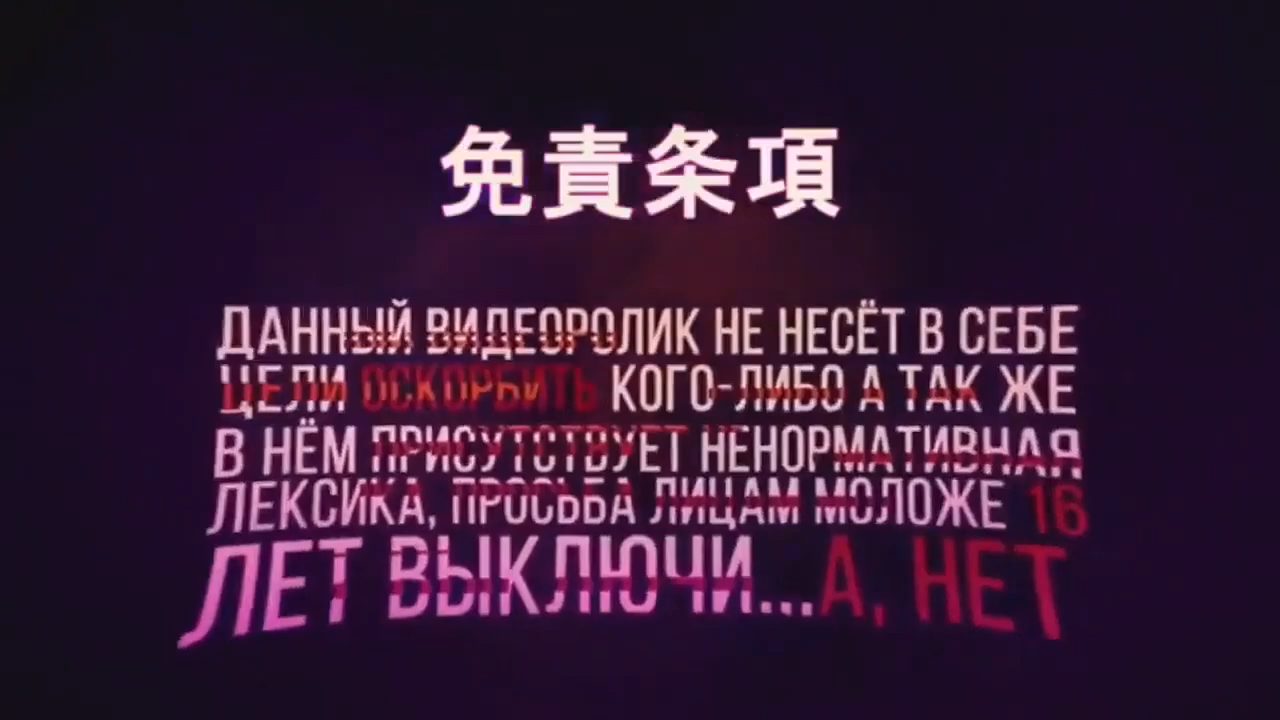 免責条項
ДАННЫЙ ВИДЕОРОЛИК НЕ НЕСЁТ В СЕБЕ
ЦЕЛИ ОСКОРБИТЬ КОГО-ЛИБО А ТАК ЖЕ
В НЁМ ПРИСУТСТВУЕТ НЕНОРМАТИВНАЯ
ЛЕКСИКА, ПРОСЬБА ЛИЦАМ МОЛОЖЕ 16
ЛЕТ ВЫКЛЮЧИ...А, НЕТ